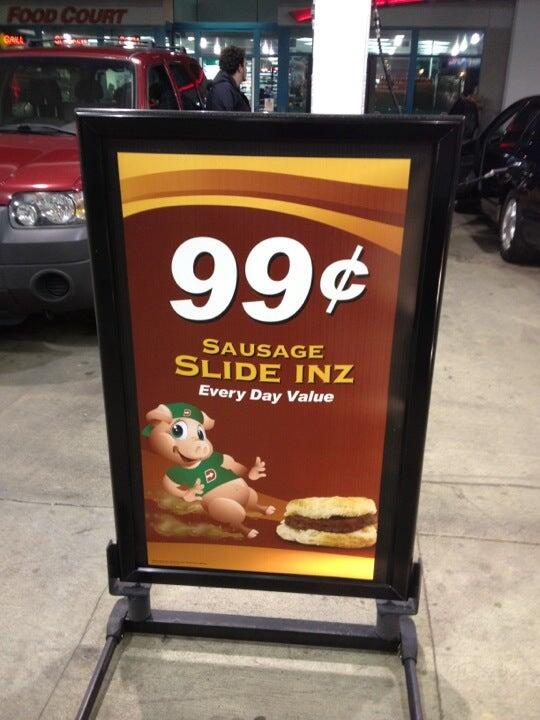 FOOD COURT
GRILL
99¢
SAUSAGE
SLIDE INZ
Every Day Value